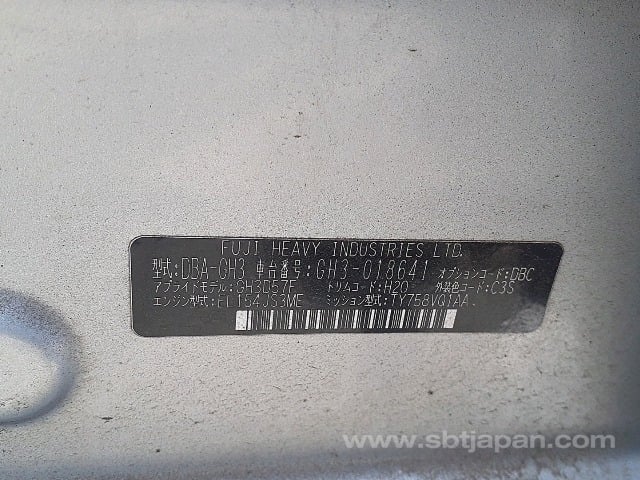 FUJI HEAVY INDUSTRIES LTD.
型式:DBA-GH3 車台番号:GH3-018641 オプションコード:DBC
アプライドモデル:GH3D57F トリムコード:H20 外装色コード:C3S
エンジン型式:EL154JS3ME ミッション型式:TY758VQ1AA
www.sbtjapan.com